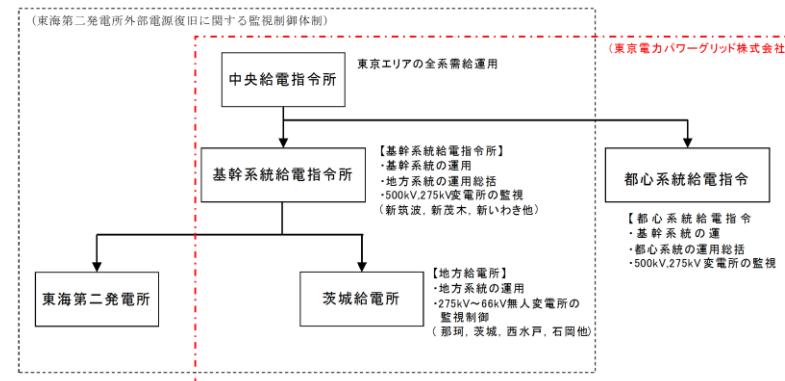 (東海第二発電所外部電源復旧に関する監視制御体制)
(東京電力パワーグリッド株式会社
中央給電指令所
東京エリアの全系需給運用
基幹系統給電指令所
【基幹系統給電指令所】
・基幹系統の運用
・地方系統の運用総括
・500kV,275kV変電所の監視
(新筑波, 新茂木, 新いわき他)
都心系統給電指令
【都心系統給電指令
・基幹系統の運
・都心系統の運用総括
・500kV,275kV変電所の監視
東海第二発電所
茨城給電所
【地方給電所】
・地方系統の運用
・275kV～66kV無人変電所の
監視制御
(那珂, 茨城, 西水戸, 石岡他)